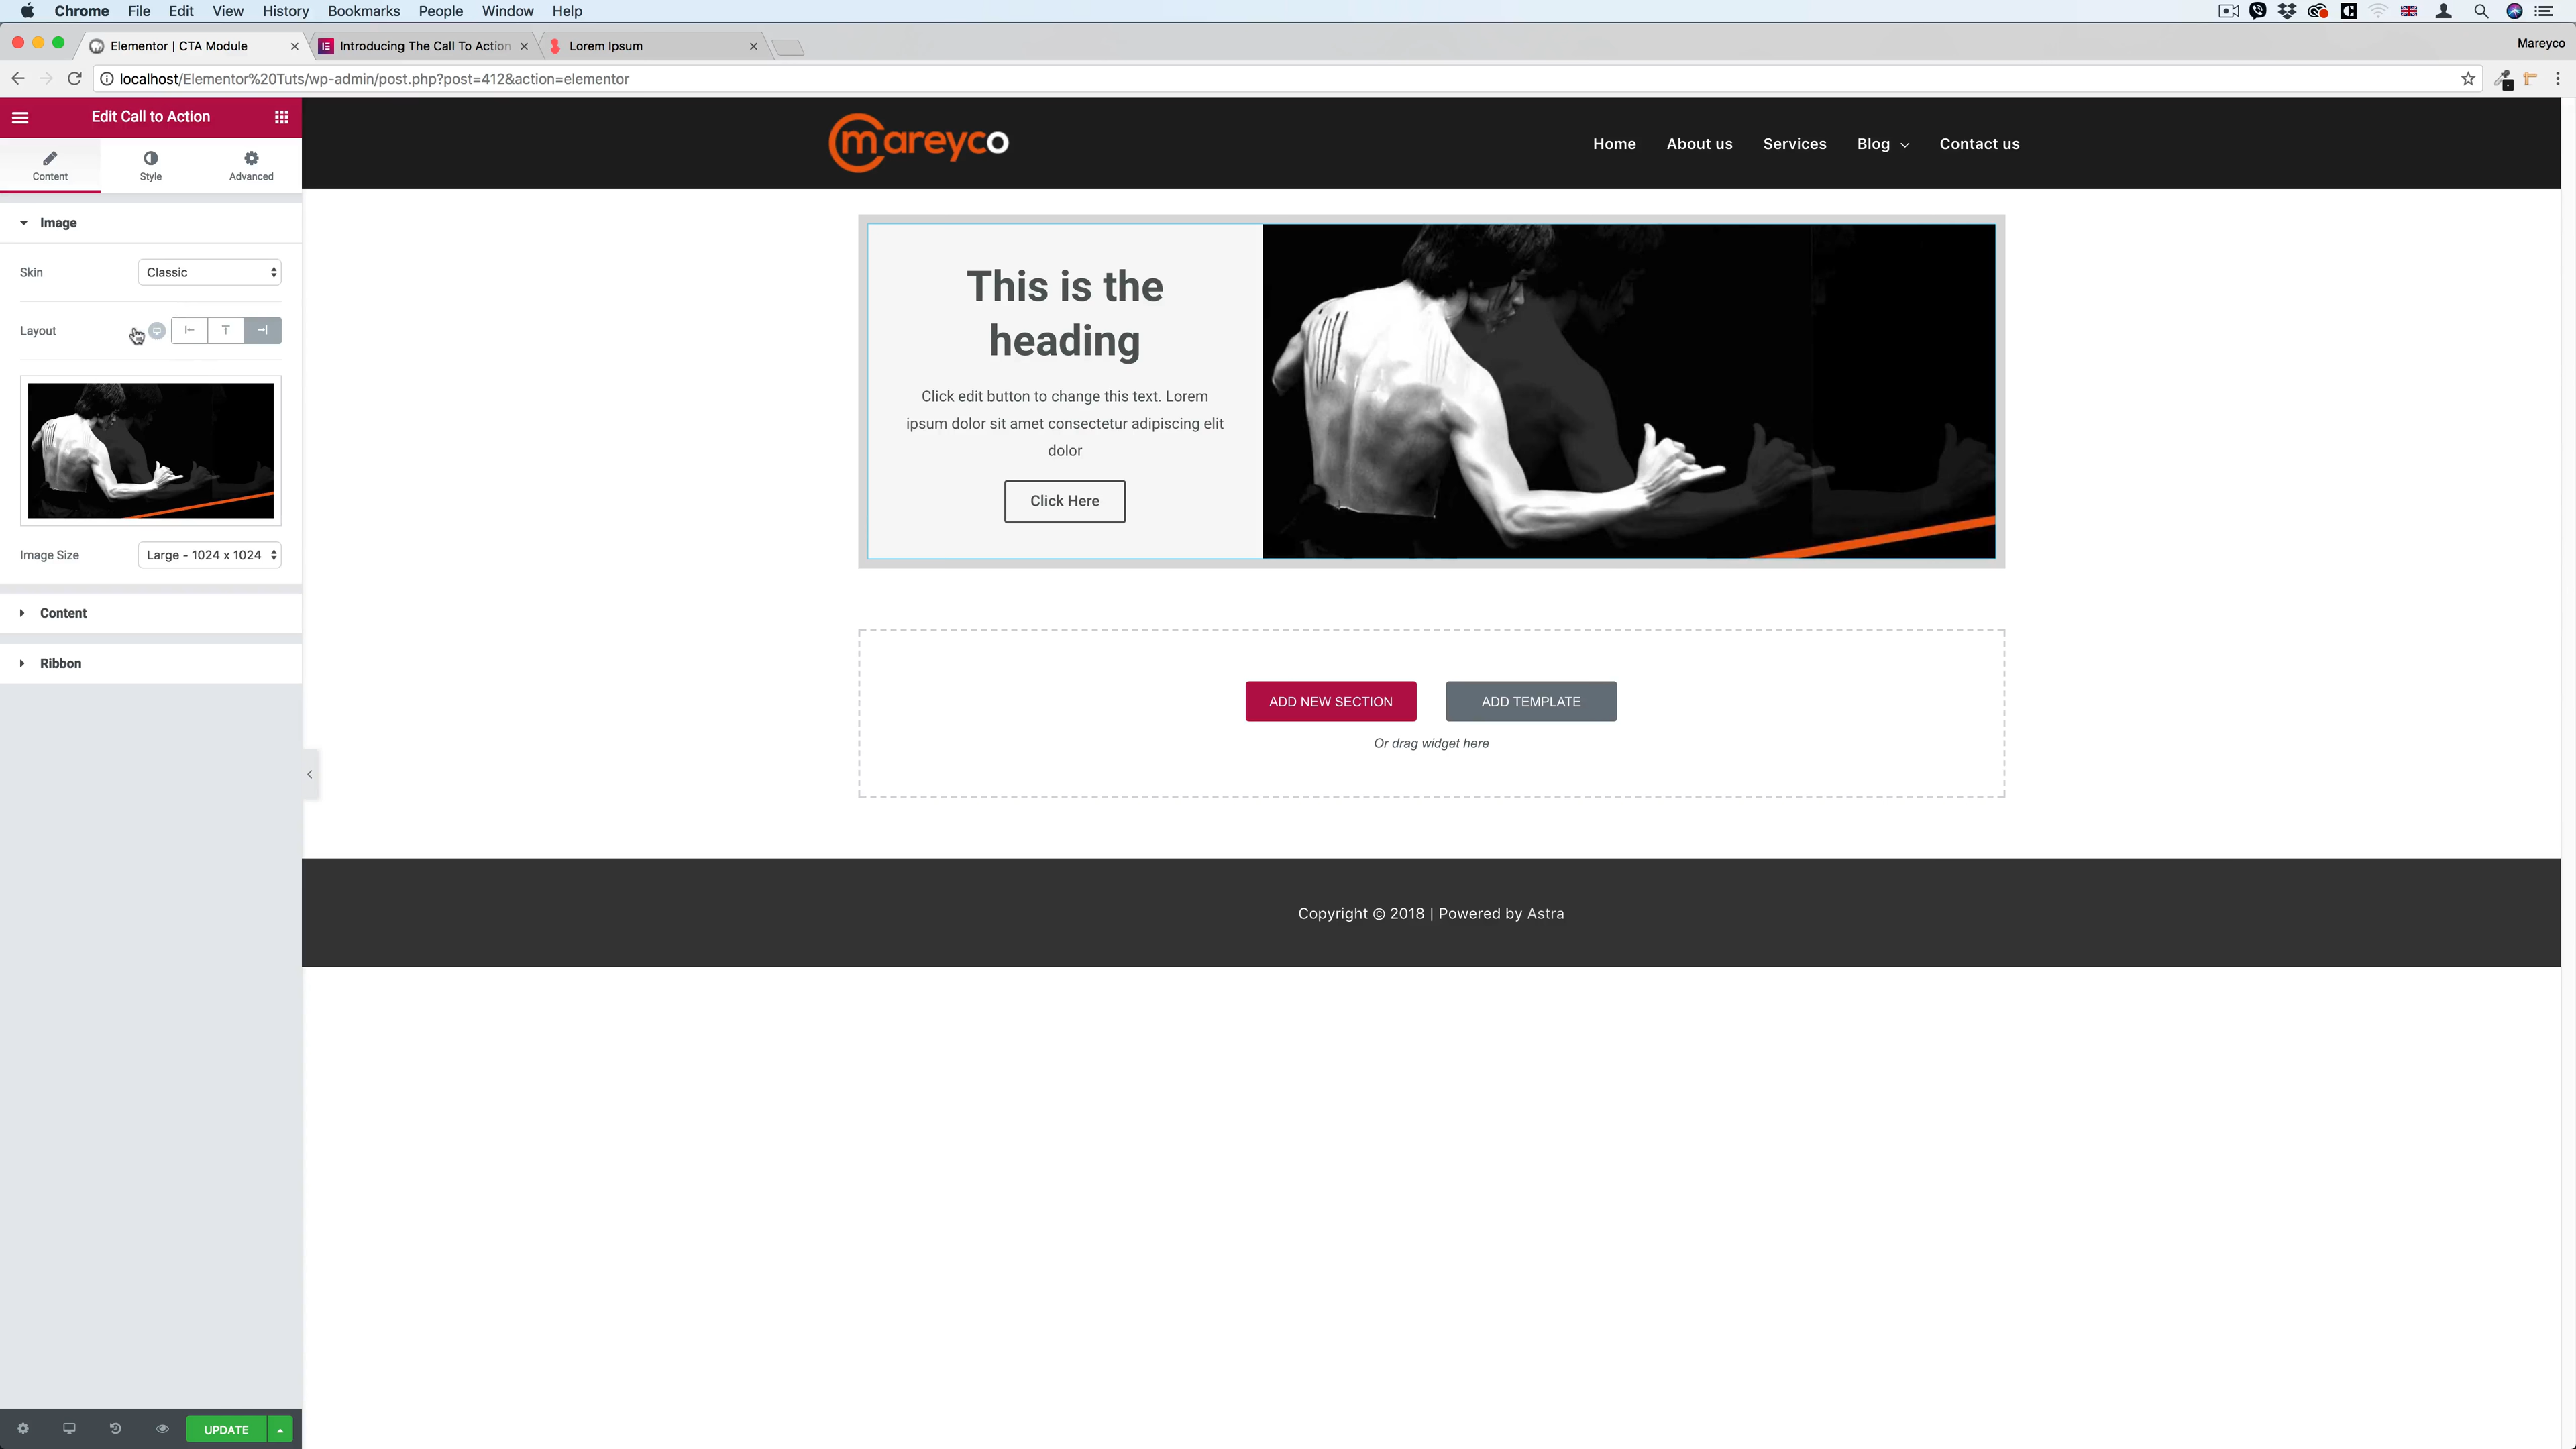 Chrome File Edit View History Bookmarks People Window Help
Elementor | CTA Module
Introducing The Call To Action
Lorem Ipsum
Mareyco
localhost/Elementor%20Tuts/wp-admin/post.php?post=412&action=elementor
Edit Call to Action
Content
Style
Advanced
Image
Skin
Classic
Layout
Image Size
Large - 1024 x 1024
Content
Ribbon
UPDATE
mareyco
Home
About us
Services
Blog
Contact us
This is the
heading
Click edit button to change this text. Lorem
ipsum dolor sit amet consectetur adipiscing elit
dolor
Click Here
ADD NEW SECTION
ADD TEMPLATE
Or drag widget here
Copyright © 2018 | Powered by Astra